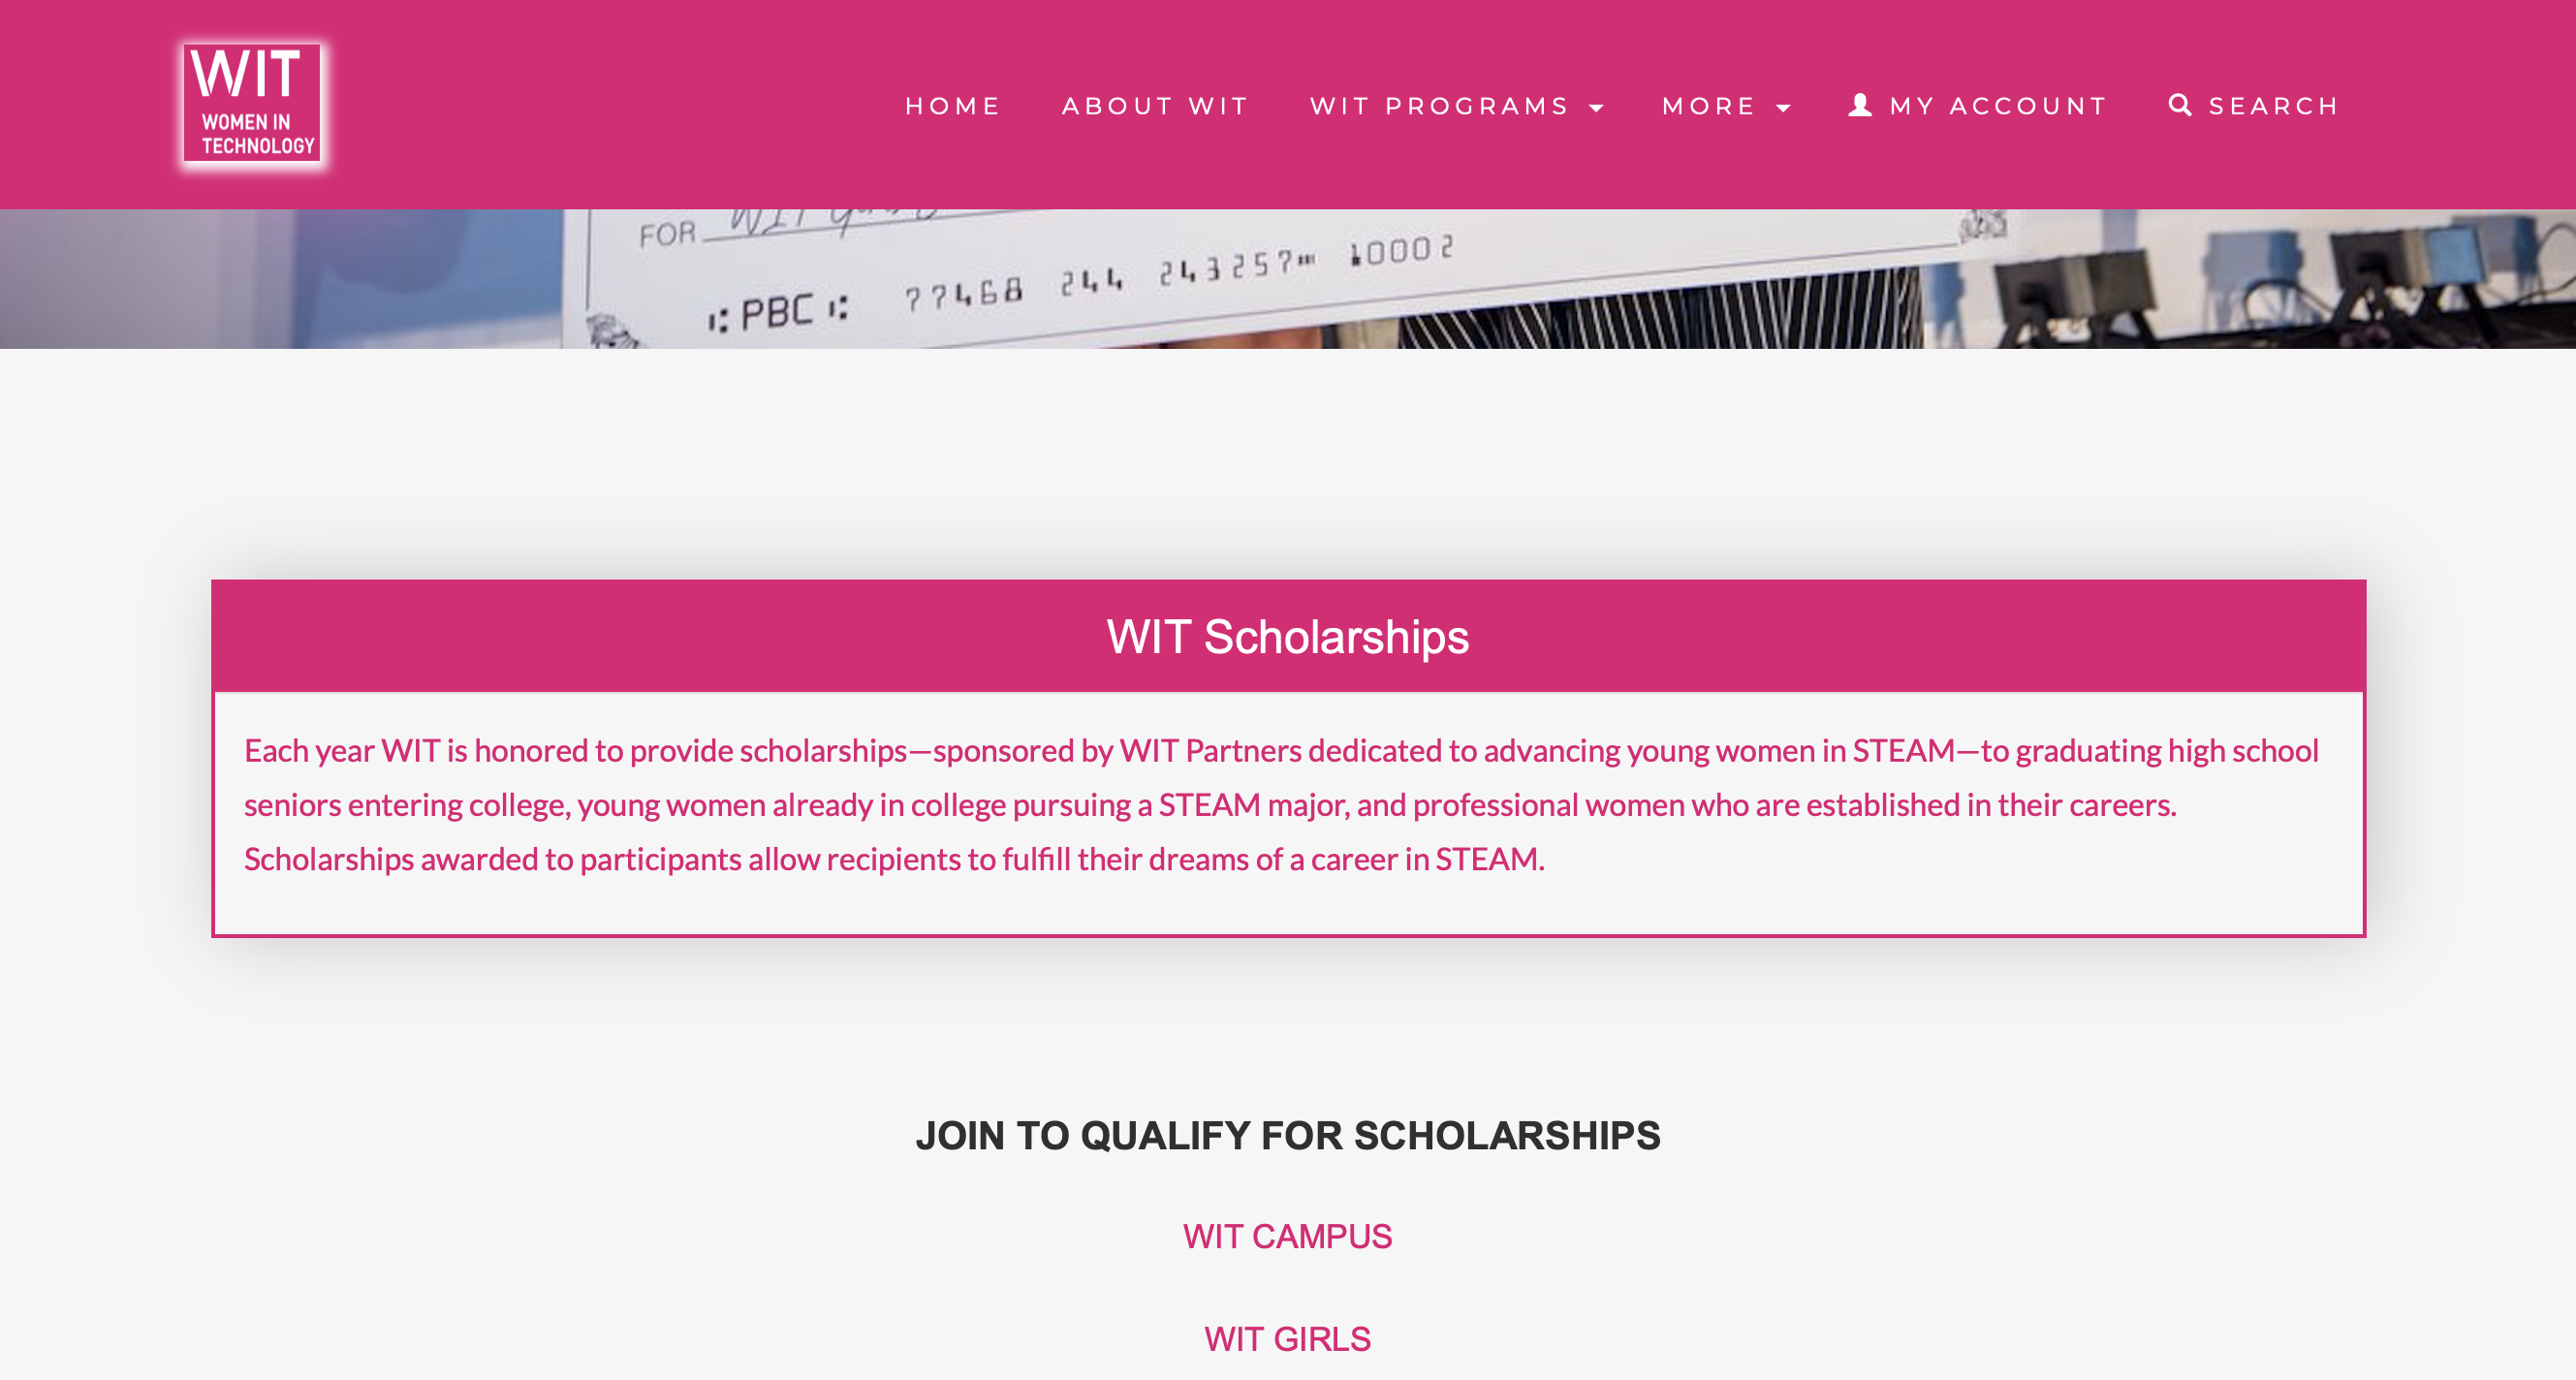 WIT
WOMEN IN
TECHNOLOGY
HOME ABOUT WIT WIT PROGRAMS MORE MY ACCOUNT SEARCH
FOR WIT
⑆PBC⑆ 77468 244 243257⑈ 10002
WIT Scholarships
Each year WIT is honored to provide scholarships—sponsored by WIT Partners dedicated to advancing young women in STEAM—to graduating high school
seniors entering college, young women already in college pursuing a STEAM major, and professional women who are established in their careers.
Scholarships awarded to participants allow recipients to fulfill their dreams of a career in STEAM.
JOIN TO QUALIFY FOR SCHOLARSHIPS
WIT CAMPUS
WIT GIRLS